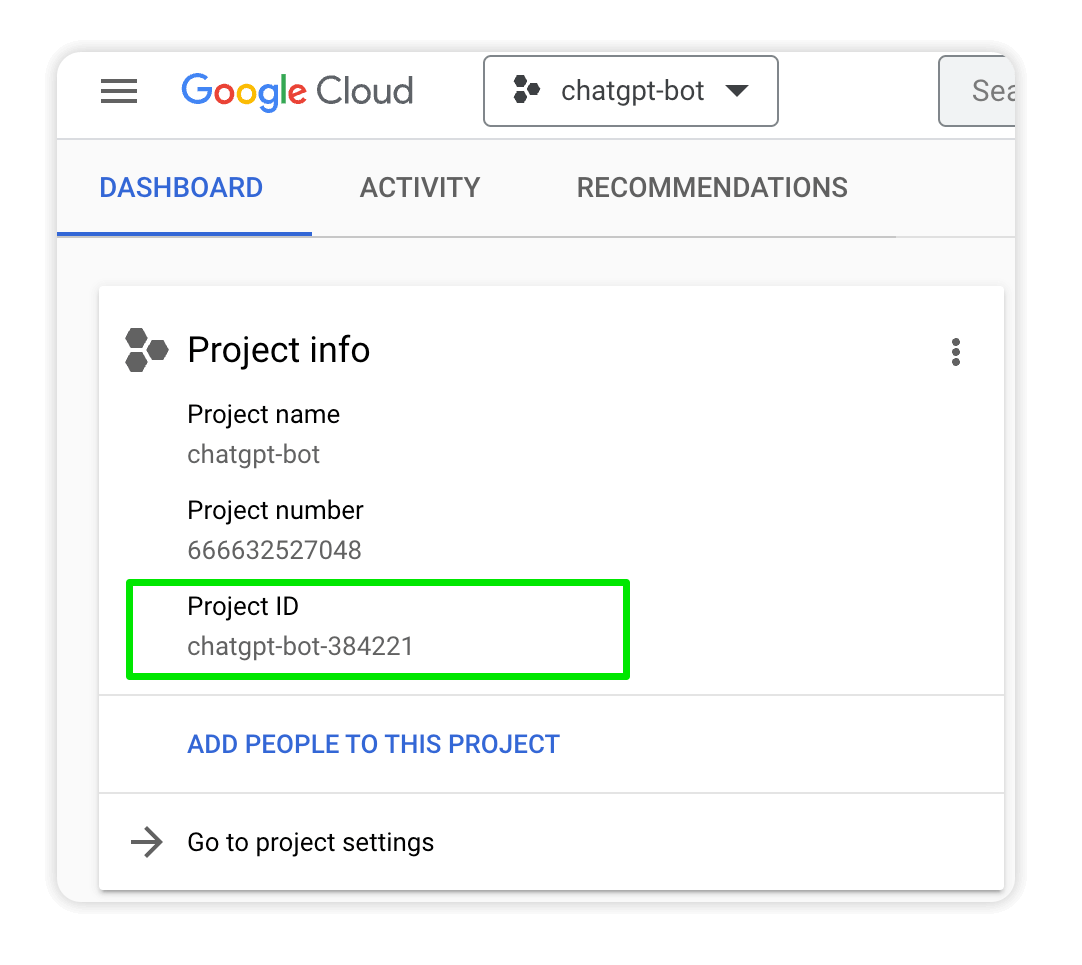 Google Cloud
chatgpt-bot
Sea
DASHBOARD
ACTIVITY
RECOMMENDATIONS
Project info
Project name
chatgpt-bot
Project number
666632527048
Project ID
chatgpt-bot-384221
ADD PEOPLE TO THIS PROJECT
Go to project settings